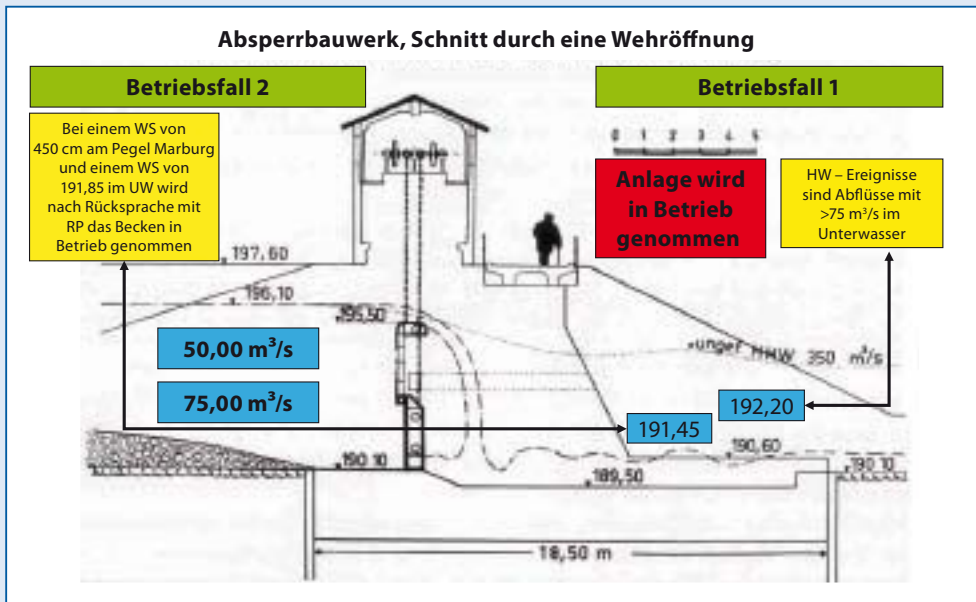 Absperrbauwerk, Schnitt durch eine Wehröffnung
Betriebsfall 2
Betriebsfall 1
Bei einem WS von
450 cm am Pegel Marburg
und einem WS von
191,85 im UW wird
nach Rücksprache mit
RP das Becken in
Betrieb genommen
0 1 2 3 4 5
Anlage wird
in Betrieb
genommen
HW – Ereignisse
sind Abflüsse mit
>75 m³/s im
Unterwasser
197,60
196,10
195,50
50,00 m³/s
75,00 m³/s
ungef HHW 350 m³/s
192,20
191,45
190,60
190 10
189,50
190 10
18,50 m